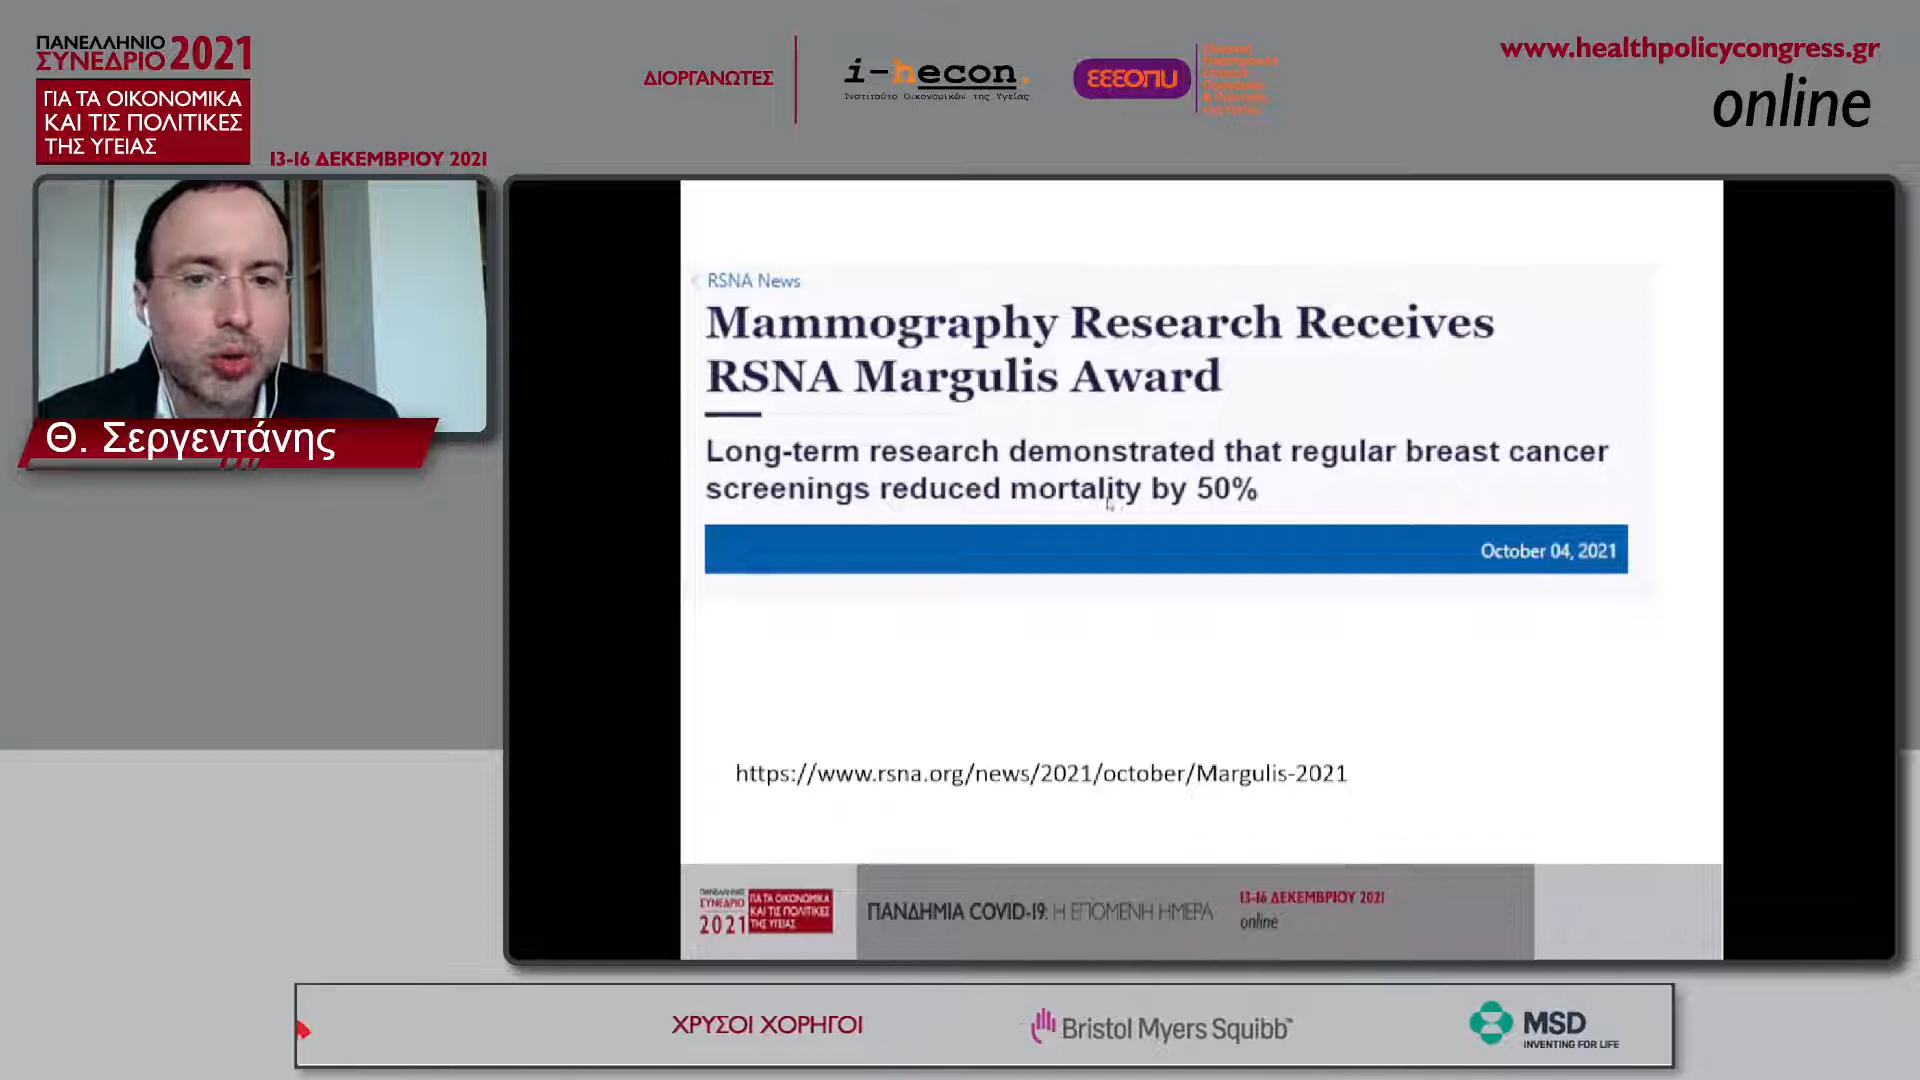 ΠΑΝΕΛΛΗΝΙΟ
ΣΥΝΕΔΡΙΟ 2021
ΓΙΑ ΤΑ ΟΙΚΟΝΟΜΙΚΑ
ΚΑΙ ΤΙΣ ΠΟΛΙΤΙΚΕΣ
ΤΗΣ ΥΓΕΙΑΣ
13-16 ΔΕΚΕΜΒΡΙΟΥ 2021
ΔΙΟΡΓΑΝΩΤΕΣ
i-hecon.
Ινστιτούτο Οικονομικών της Υγείας
ΕΕΕΟΠΥ
www.healthpolicycongress.gr
online
Θ. Σεργεντάνης
RSNA News
Mammography Research Receives
RSNA Margulis Award
Long-term research demonstrated that regular breast cancer
screenings reduced mortality by 50%
October 04, 2021
https://www.rsna.org/news/2021/october/Margulis-2021
ΠΑΝΕΛΛΗΝΙΟ
ΣΥΝΕΔΡΙΟ
2021
ΓΙΑ ΤΑ ΟΙΚΟΝΟΜΙΚΑ
ΚΑΙ ΤΙΣ ΠΟΛΙΤΙΚΕΣ
ΤΗΣ ΥΓΕΙΑΣ
ΠΑΝΔΗΜΙΑ COVID-19: Η ΕΠΟΜΕΝΗ ΗΜΕΡΑ
13-16 ΔΕΚΕΜΒΡΙΟΥ 2021
online
ΧΡΥΣΟΙ ΧΟΡΗΓΟΙ
Bristol Myers Squibb™
MSD
INVENTING FOR LIFE